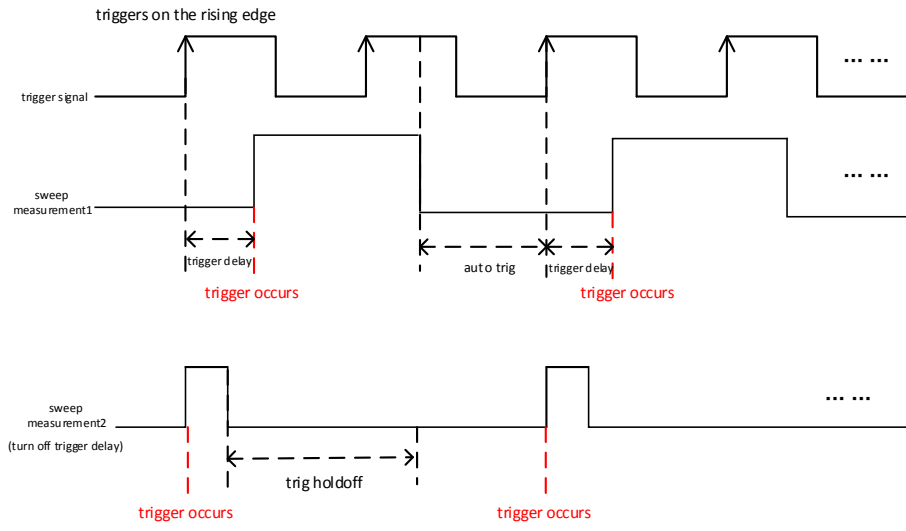 triggers on the rising edge
... ...
trigger signal
... ...
sweep
measurement1
trigger delay
auto trig
trigger delay
trigger occurs
trigger occurs
... ...
sweep
measurement2
(turn off trigger delay)
trig holdoff
trigger occurs
trigger occurs